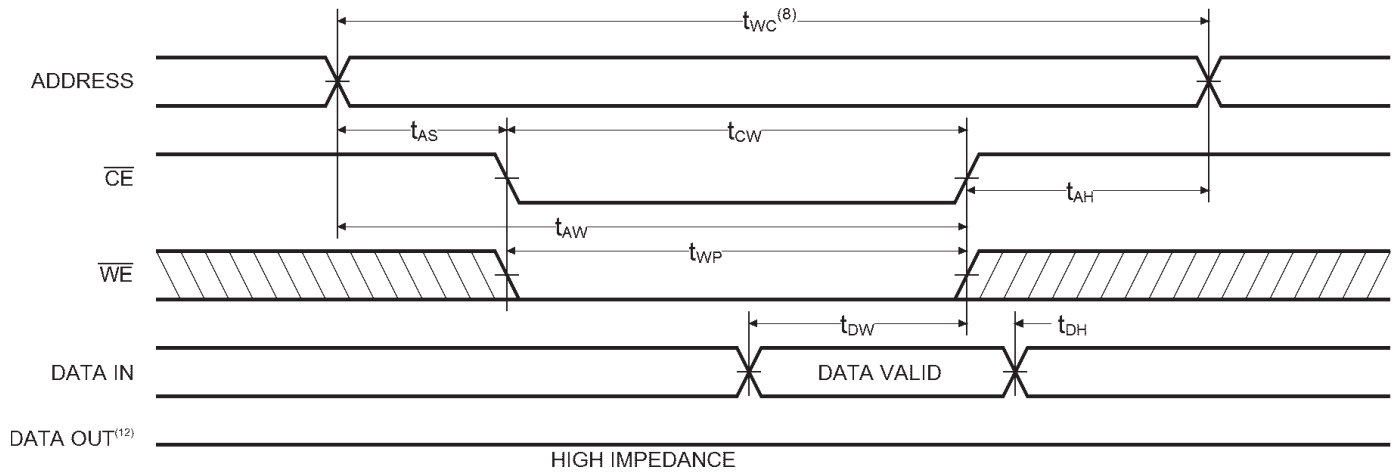 tWC(8)
ADDRESS
tAS
tCW
CE
tAH
tAW
tWP
WE
tDW
tDH
DATA IN
DATA VALID
DATA OUT(12)
HIGH IMPEDANCE